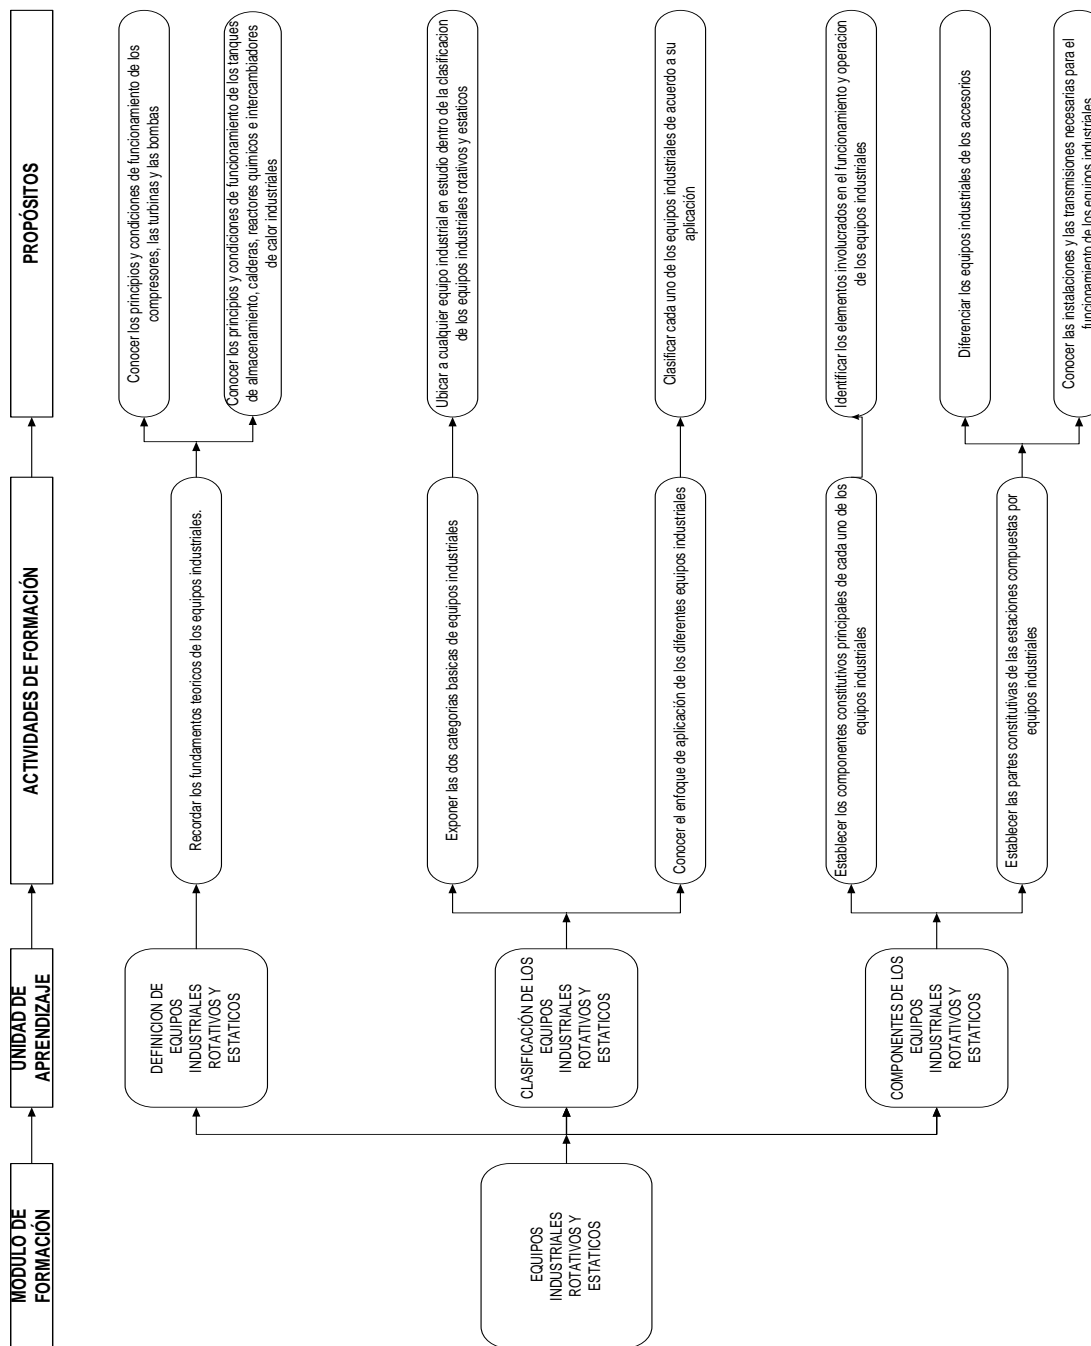 MODULO DE
FORMACIÓN
UNIDAD DE
APRENDIZAJE
ACTIVIDADES DE FORMACIÓN
PROPÓSITOS
EQUIPOS
INDUSTRIALES
ROTATIVOS Y
ESTATICOS
DEFINICION DE
EQUIPOS
INDUSTRIALES
ROTATIVOS Y
ESTATICOS
Recordar los fundamentos teoricos de los equipos industriales.
Conocer los principios y condiciones de funcionamiento de los
compresores, las turbinas y las bombas
Conocer los principios y condiciones de funcionamiento de los tanques
de almacenamiento, calderas, reactores quimicos e intercambiadores
de calor industriales
CLASIFICACIÓN DE LOS
EQUIPOS
INDUSTRIALES
ROTATIVOS Y
ESTATICOS
Exponer las dos categorias basicas de equipos industriales
Ubicar a cualquier equipo industrial en estudio dentro de la clasificacion
de los equipos industriales rotativos y estaticos
Conocer el enfoque de aplicación de los diferentes equipos industriales
Clasificar cada uno de los equipos industriales de acuerdo a su
aplicación
COMPONENTES DE LOS
EQUIPOS
INDUSTRIALES
ROTATIVOS Y
ESTATICOS
Establecer los componentes constitutivos principales de cada uno de los
equipos industriales
Identificar los elementos involucrados en el funcionamiento y operacion
de los equipos industriales
Establecer las partes constitutivas de las estaciones compuestas por
equipos industriales
Diferenciar los equipos industriales de los accesorios
Conocer las instalaciones y las transmisiones necesarias para el
funcionamiento de los equipos industriales